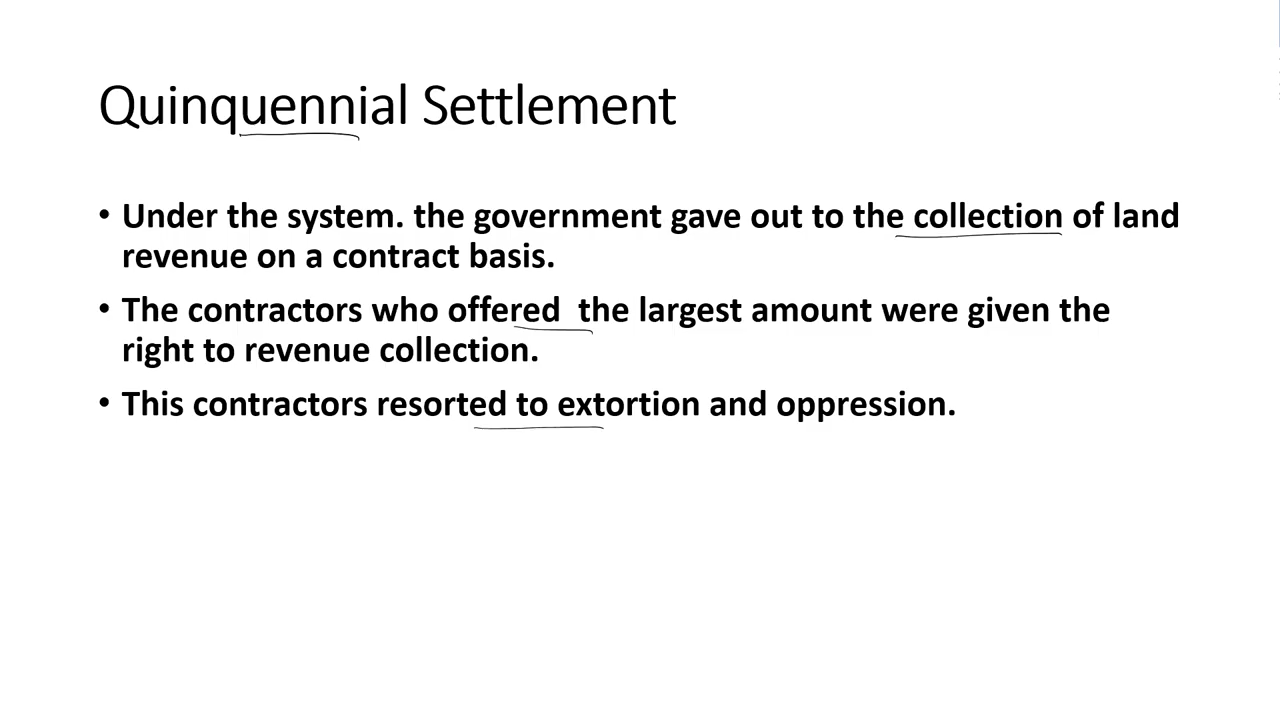 Quinquennial Settlement
• Under the system. the government gave out to the collection of land
revenue on a contract basis.
• The contractors who offered the largest amount were given the
right to revenue collection.
• This contractors resorted to extortion and oppression.